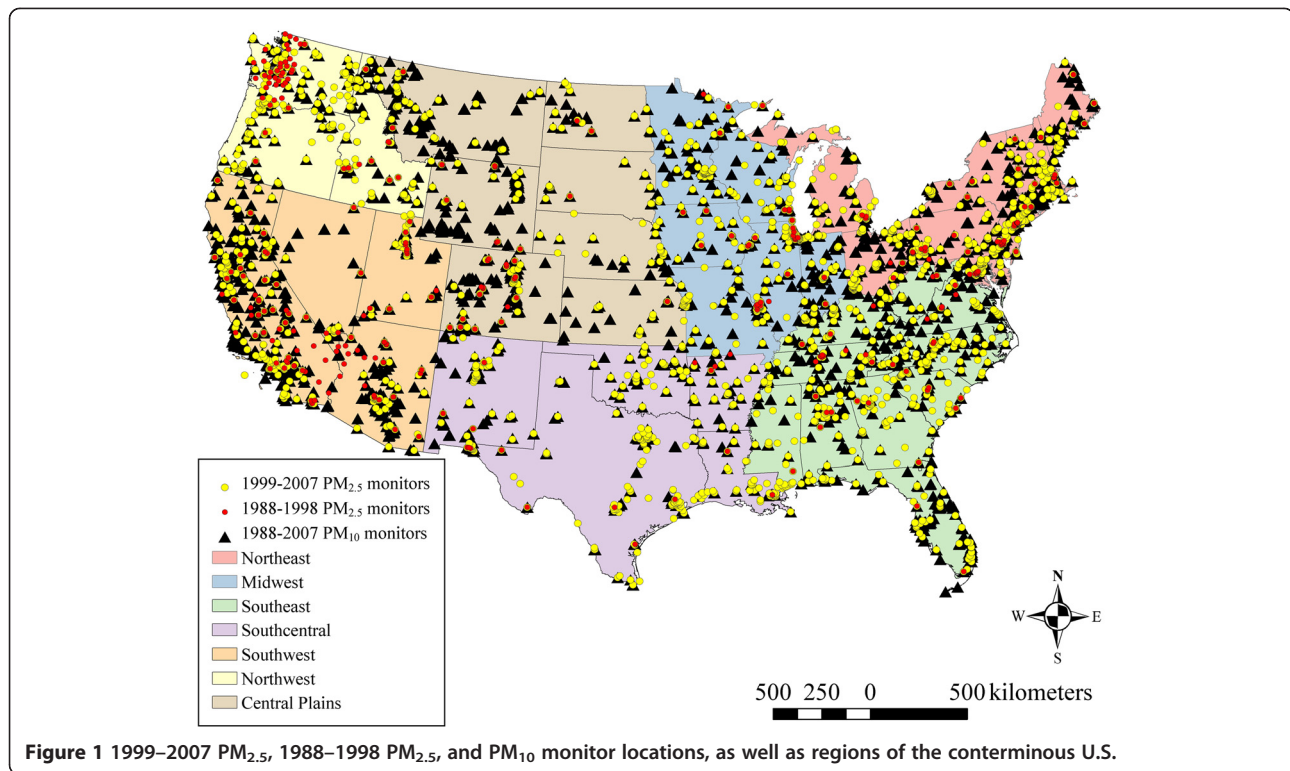 1999-2007 PM2.5 monitors
1988-1998 PM2.5 monitors
1988-2007 PM10 monitors
Northeast
Midwest
Southeast
Southcentral
Southwest
Northwest
Central Plains
N
W E
S
500 250 0 500 kilometers
Figure 1 1999–2007 PM2.5, 1988–1998 PM2.5, and PM10 monitor locations, as well as regions of the conterminous U.S.